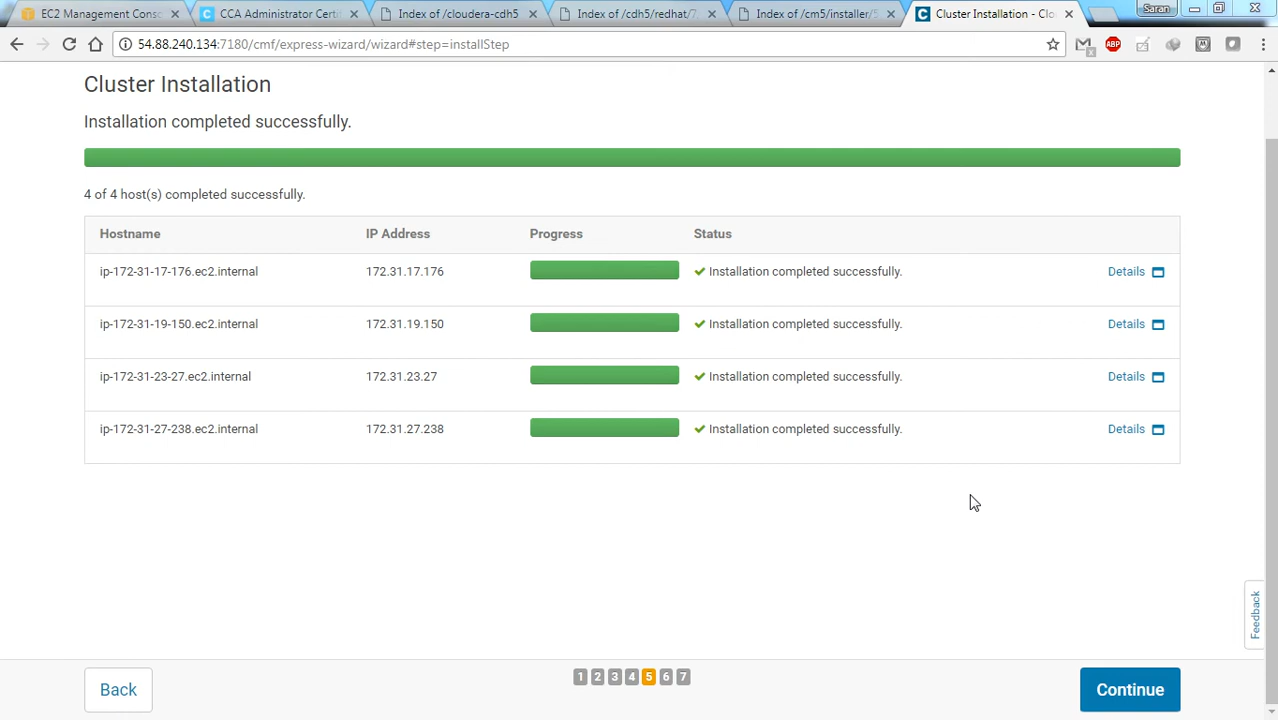 EC2 Management Cons
CCA Administrator Certi
Index of /cloudera-cdh5
Index of /cdh5/redhat/7
Index of /cm5/installer/5
Cluster Installation - Clo
Saran
54.88.240.134:7180/cmf/express-wizard/wizard#step=installStep
ABP
Cluster Installation
Installation completed successfully.
4 of 4 host(s) completed successfully.
Hostname IP Address Progress Status
ip-172-31-17-176.ec2.internal 172.31.17.176 Installation completed successfully. Details
ip-172-31-19-150.ec2.internal 172.31.19.150 Installation completed successfully. Details
ip-172-31-23-27.ec2.internal 172.31.23.27 Installation completed successfully. Details
ip-172-31-27-238.ec2.internal 172.31.27.238 Installation completed successfully. Details
Feedback
Back 1 2 3 4 5 6 7 Continue